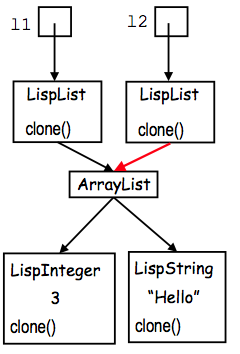 l1
l2
LispList
clone()
LispList
clone()
ArrayList
LispInteger
3
clone()
LispString
“Hello”
clone()